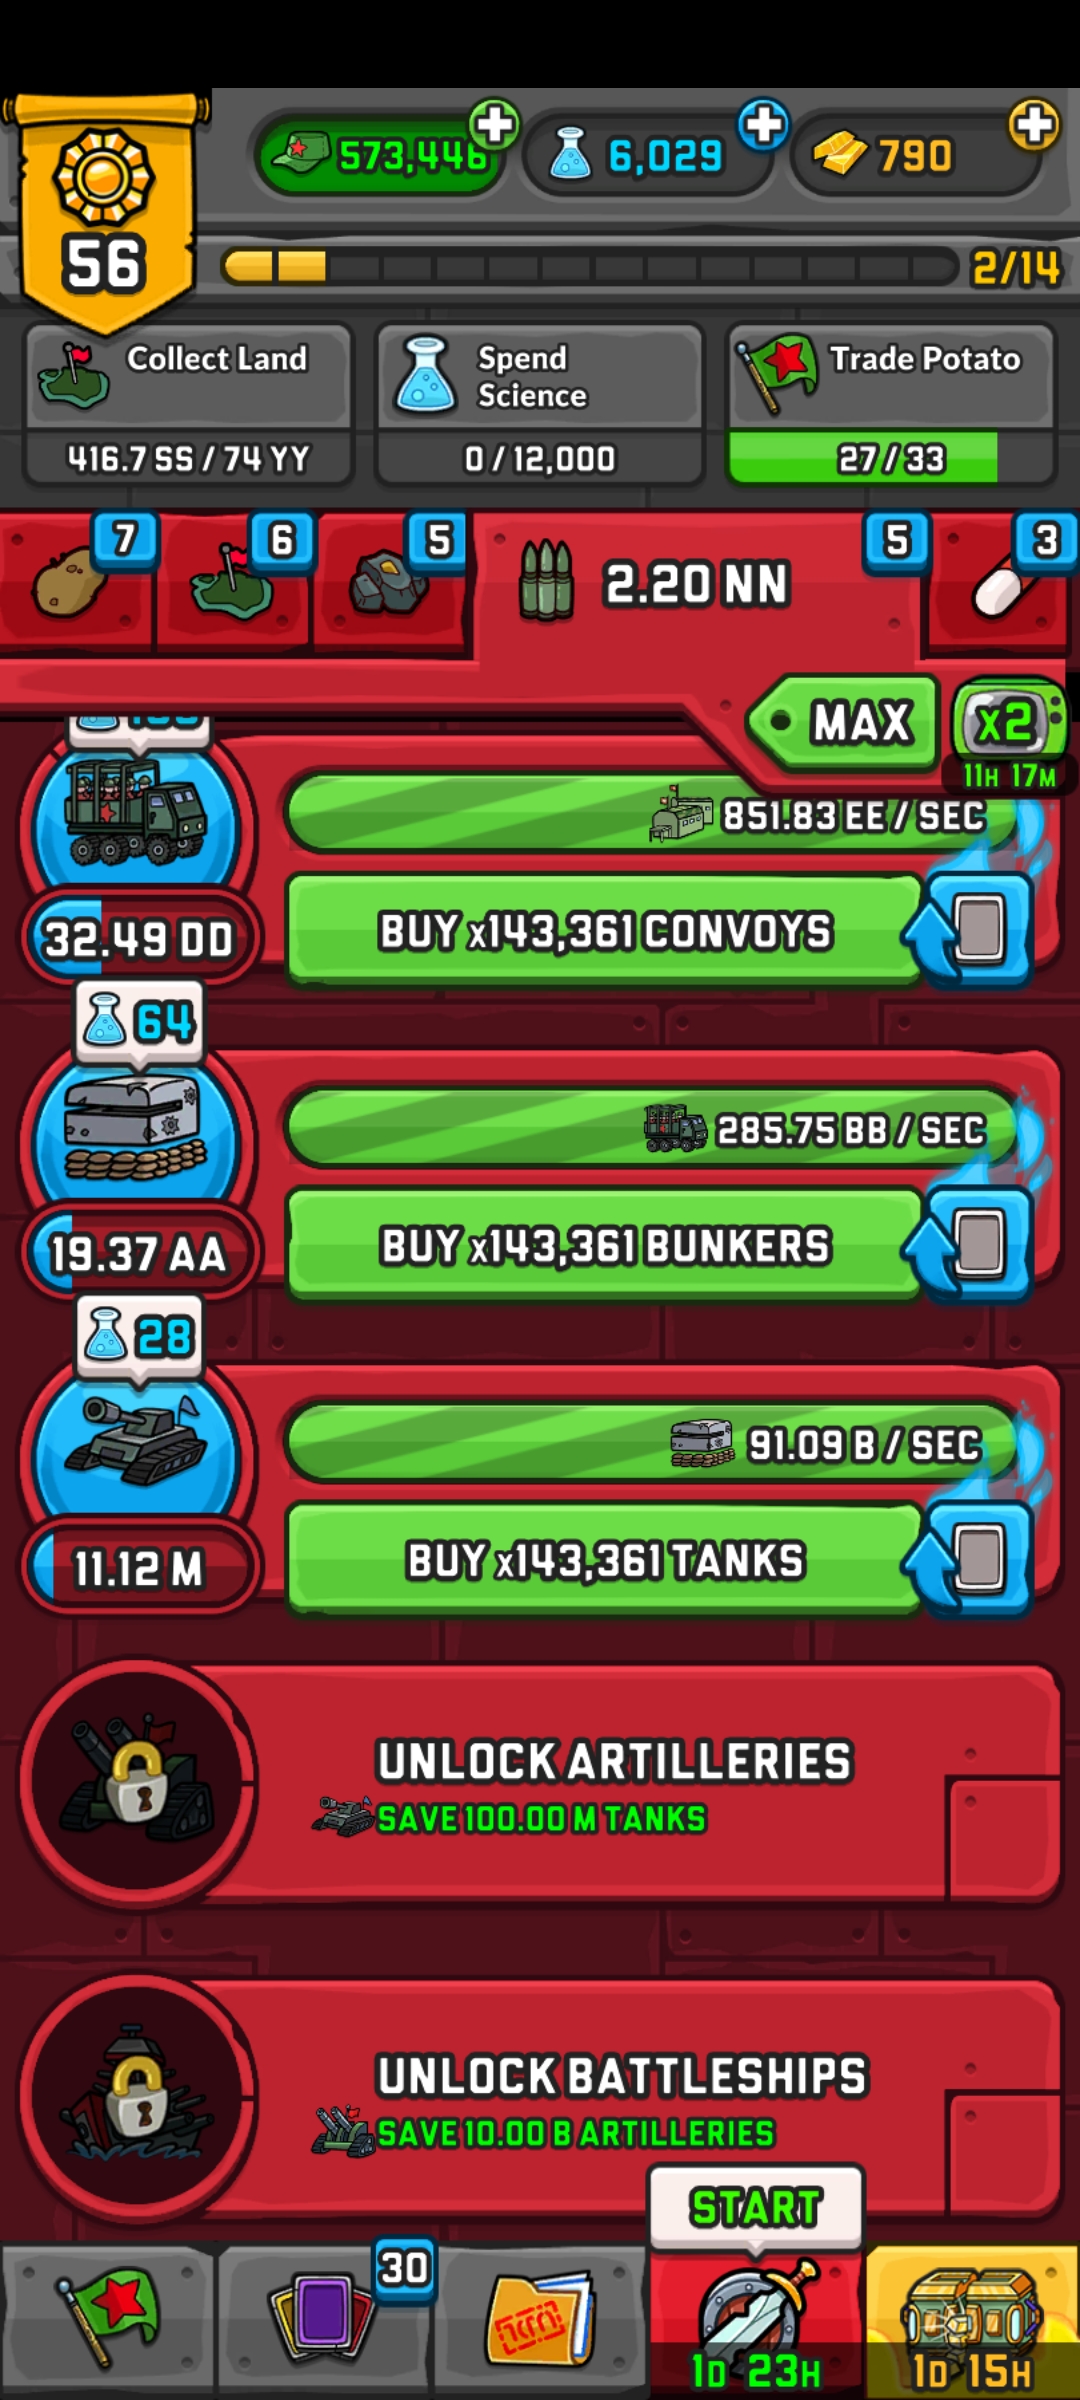 573,446
6,029
790
56
2/14
Collect Land
416.7 SS / 74 YY
Spend
Science
0 / 12,000
Trade Potato
27 / 33
7
6
5
2.20 NN
5
3
MAX
x2
11H 17M
851.83 EE / SEC
32.49 DD
BUY x143,361 CONVOYS
64
285.75 BB / SEC
19.37 AA
BUY x143,361 BUNKERS
28
91.09 B / SEC
11.12 M
BUY x143,361 TANKS
UNLOCK ARTILLERIES
SAVE 100.00 M TANKS
UNLOCK BATTLESHIPS
SAVE 10.00 B ARTILLERIES
START
30
1D 23H
1D 15H